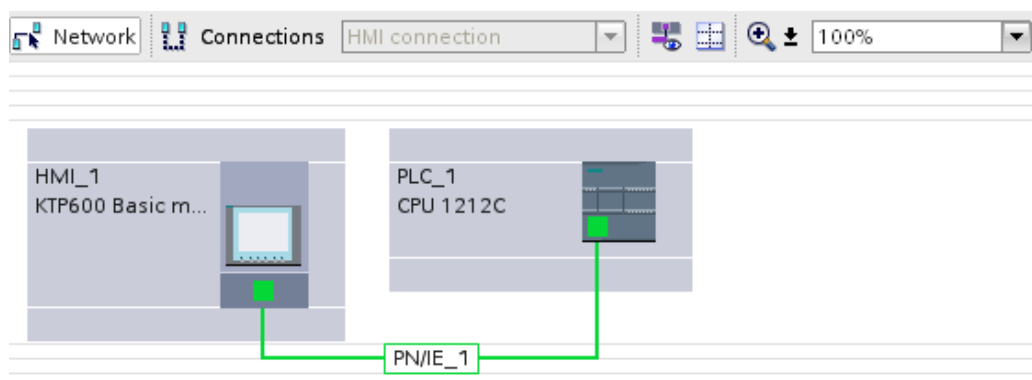 Network Connections HMI connection 100%
HMI_1
KTP600 Basic m...
PLC_1
CPU 1212C
PN/IE_1